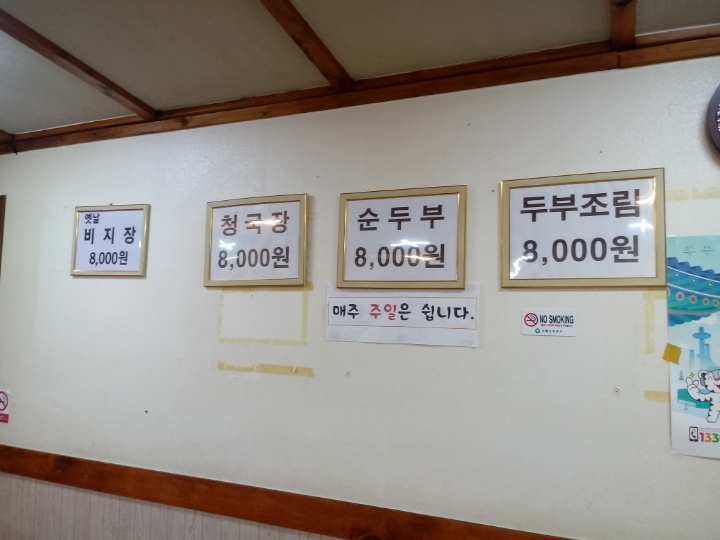 옛날
비지장
8,000원
청국장
8,000원
순두부
8,000원
두부조림
8,000원
매주 주일은 쉽니다.
NO SMOKING
133